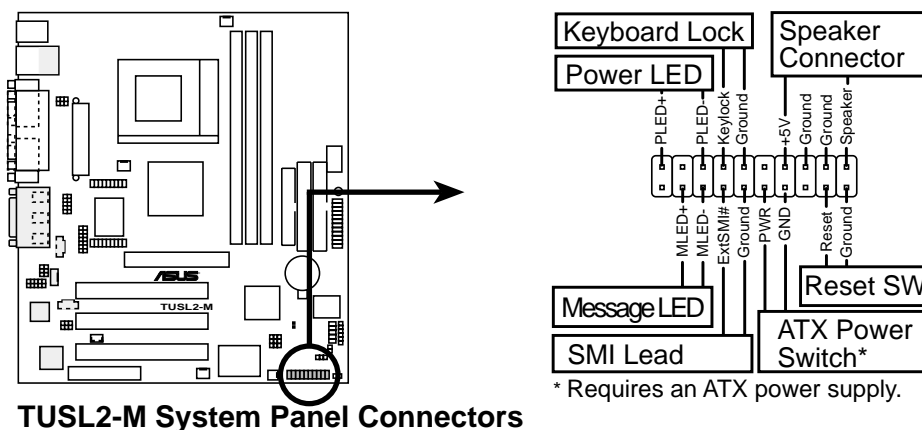 Keyboard Lock
Speaker
Connector
Power LED
PLED+
PLED-
Keylock
Ground
+5V
Ground
Ground
Speaker
MLED+
MLED-
ExtSMI#
Ground
PWR
GND
Reset
Ground
Message LED
Reset SW
SMI Lead
ATX Power
Switch*
* Requires an ATX power supply.
ASUS
TUSL2-M
TUSL2-M System Panel Connectors